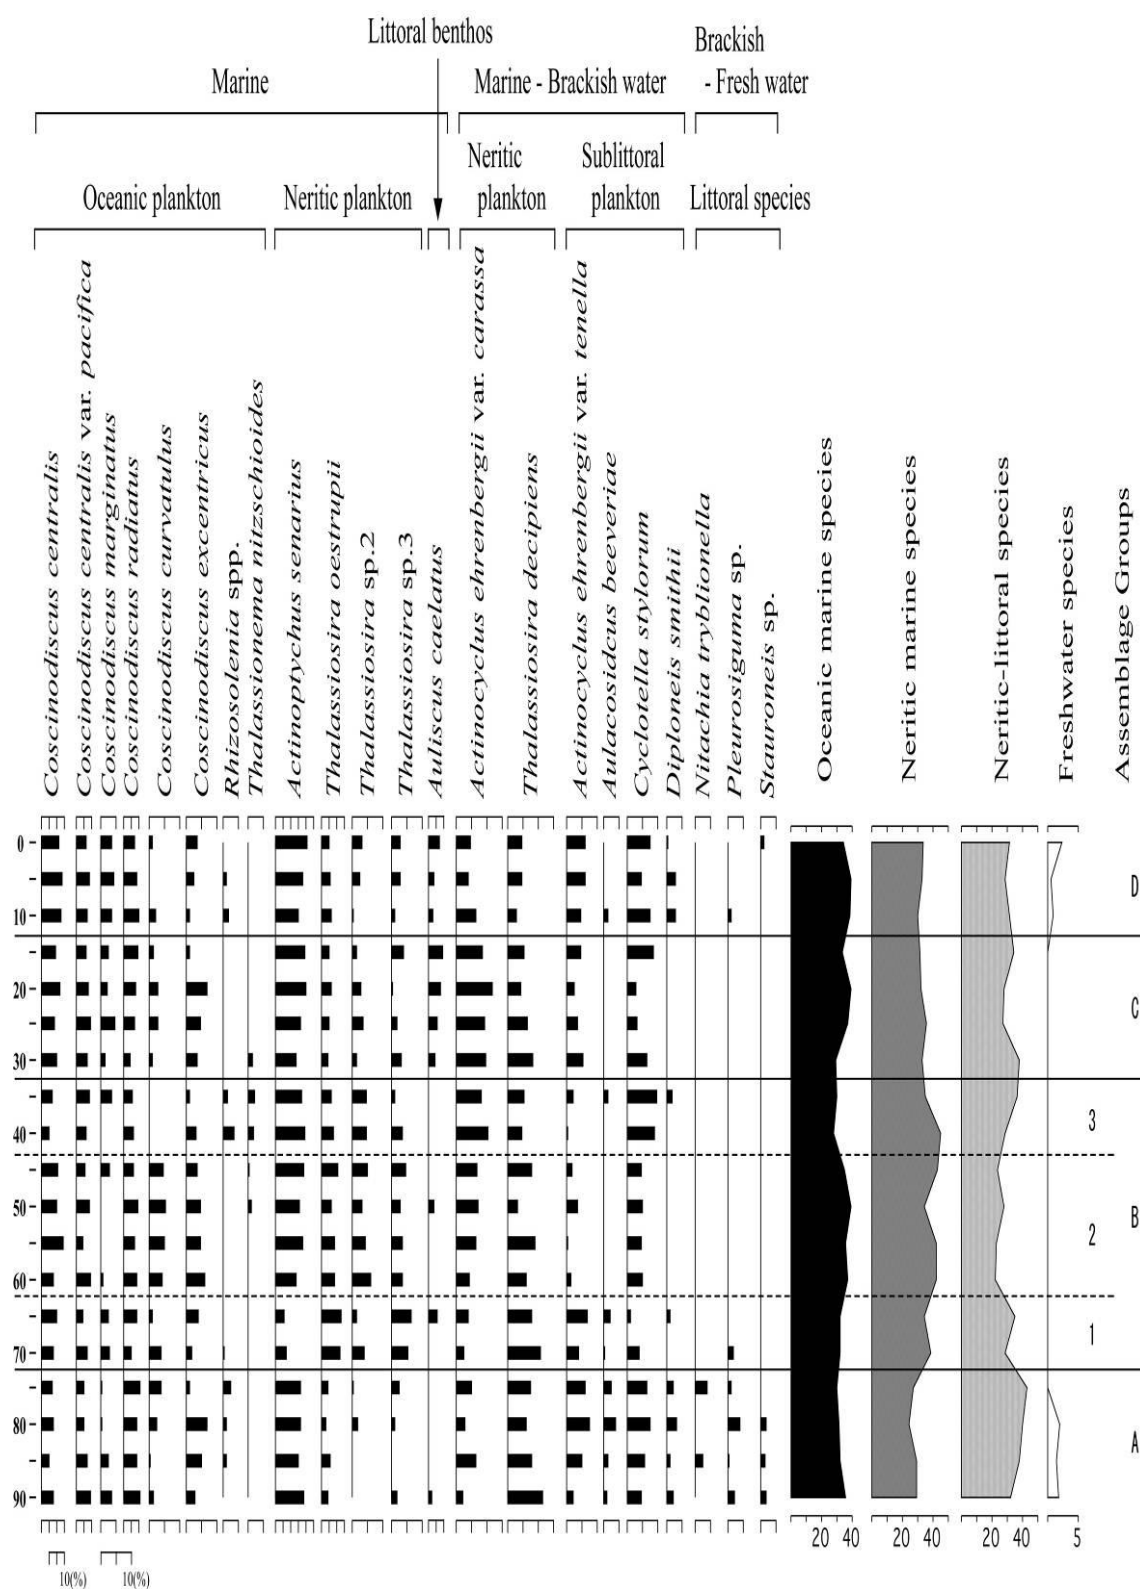 Littoral benthos
Brackish
- Fresh water
Marine
Marine - Brackish water
Neritic
plankton
Sublittoral
plankton
Oceanic plankton
Neritic plankton
Littoral species
Coscinodiscus centralis
Coscinodiscus centralis var. pacifica
Coscinodiscus marginatus
Coscinodiscus radiatus
Coscinodiscus curvatulus
Coscinodiscus excentricus
Rhizosolenia spp.
Thalassionema nitzschioides
Actinoptychus senarius
Thalassiosira oestrupii
Thalassiosira sp.2
Thalassiosira sp.3
Auliscus caelatus
Actinocyclus ehrenbergii var. carassa
Thalassiosira decipiens
Actinocyclus ehrenbergii var. tenella
Aulacosidcus beeveriae
Cyclotella stylorum
Diploneis smithii
Nitachia tryblionella
Pleurosiguma sp.
Stauroneis sp.
Oceanic marine species
Neritic marine species
Neritic-littoral species
Freshwater species
Assemblage Groups
0
D
10
20
C
30
3
40
50
B
2
60
1
70
80
A
90
20 40
20 40
20 40
5
10(%)
10(%)